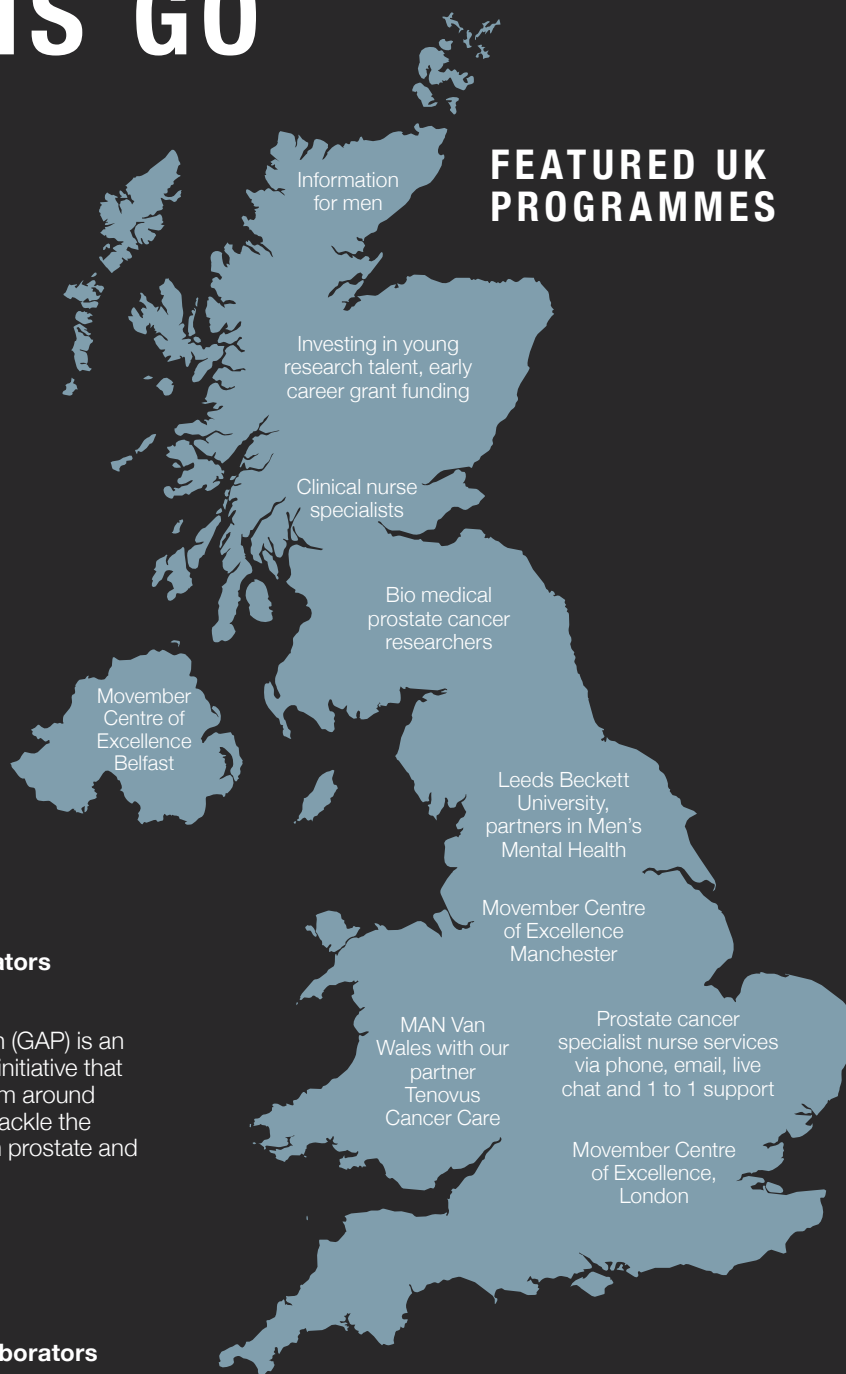 IS GO
FEATURED UK
PROGRAMMES
Information
for men
Investing in young
research talent, early
career grant funding
Clinical nurse
specialists
Bio medical
prostate cancer
researchers
Movember
Centre of
Excellence
Belfast
Leeds Beckett
University,
partners in Men’s
Mental Health
Movember Centre
of Excellence
Manchester
MAN Van
Wales with our
partner
Tenovus
Cancer Care
Prostate cancer
specialist nurse services
via phone, email, live
chat and 1 to 1 support
Movember Centre
of Excellence,
London
(GAP) is an
initiative that
around
tackle the
prostate and